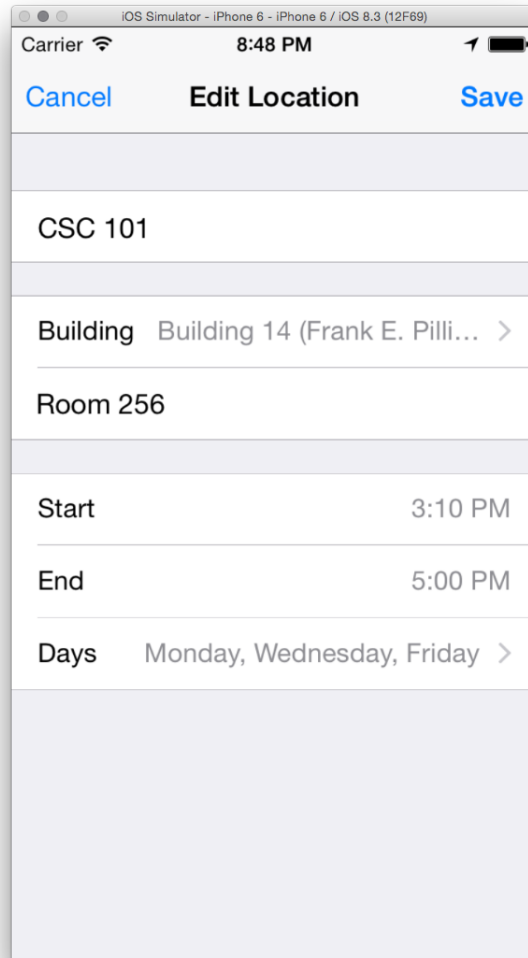 iOS Simulator - iPhone 6 - iPhone 6 / iOS 8.3 (12F69)
Carrier 8:48 PM
Cancel Edit Location Save
CSC 101
Building Building 14 (Frank E. Pilli…
Room 256
Start 3:10 PM
End 5:00 PM
Days Monday, Wednesday, Friday